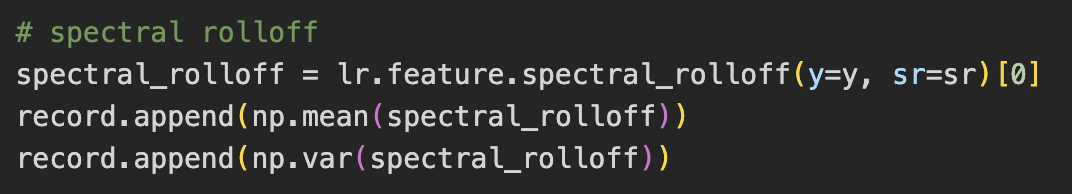 # spectral rolloff
spectral_rolloff = lr.feature.spectral_rolloff(y=y, sr=sr)[0]
record.append(np.mean(spectral_rolloff))
record.append(np.var(spectral_rolloff))